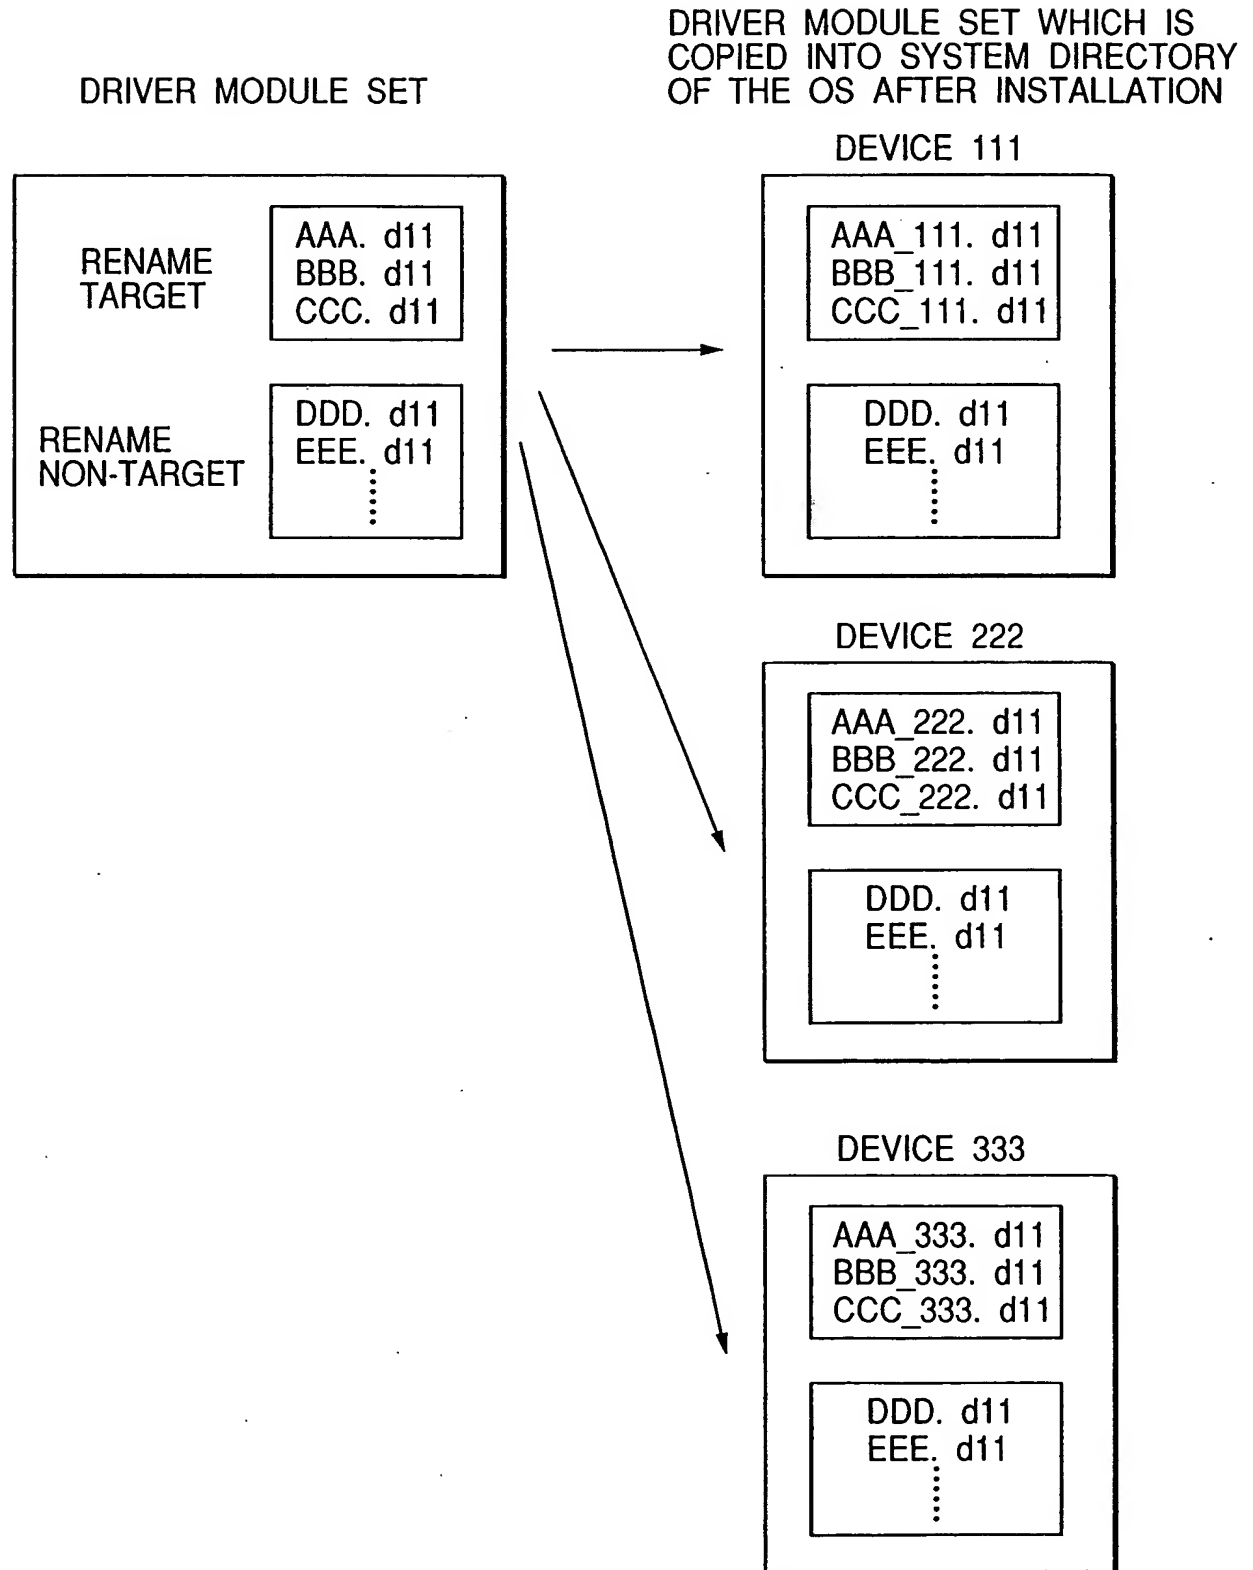 DRIVER MODULE SET
DRIVER MODULE SET WHICH IS
COPIED INTO SYSTEM DIRECTORY
OF THE OS AFTER INSTALLATION
RENAME
TARGET
AAA. d11
BBB. d11
CCC. d11
RENAME
NON-TARGET
DDD. d11
EEE. d11
DEVICE 111
AAA_111. d11
BBB_111. d11
CCC_111. d11
DDD. d11
EEE. d11
DEVICE 222
AAA_222. d11
BBB_222. d11
CCC_222. d11
DDD. d11
EEE. d11
DEVICE 333
AAA_333. d11
BBB_333. d11
CCC_333. d11
DDD. d11
EEE. d11